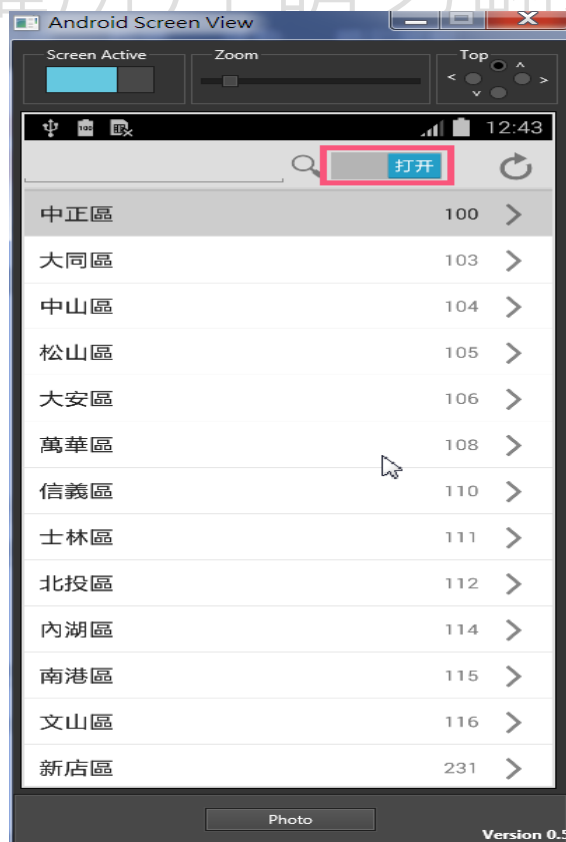 Android Screen View
Screen Active
Zoom
Top
100
12:43
打开
中正區 100
大同區 103
中山區 104
松山區 105
大安區 106
萬華區 108
信義區 110
士林區 111
北投區 112
內湖區 114
南港區 115
文山區 116
新店區 231
Photo
Version 0.5